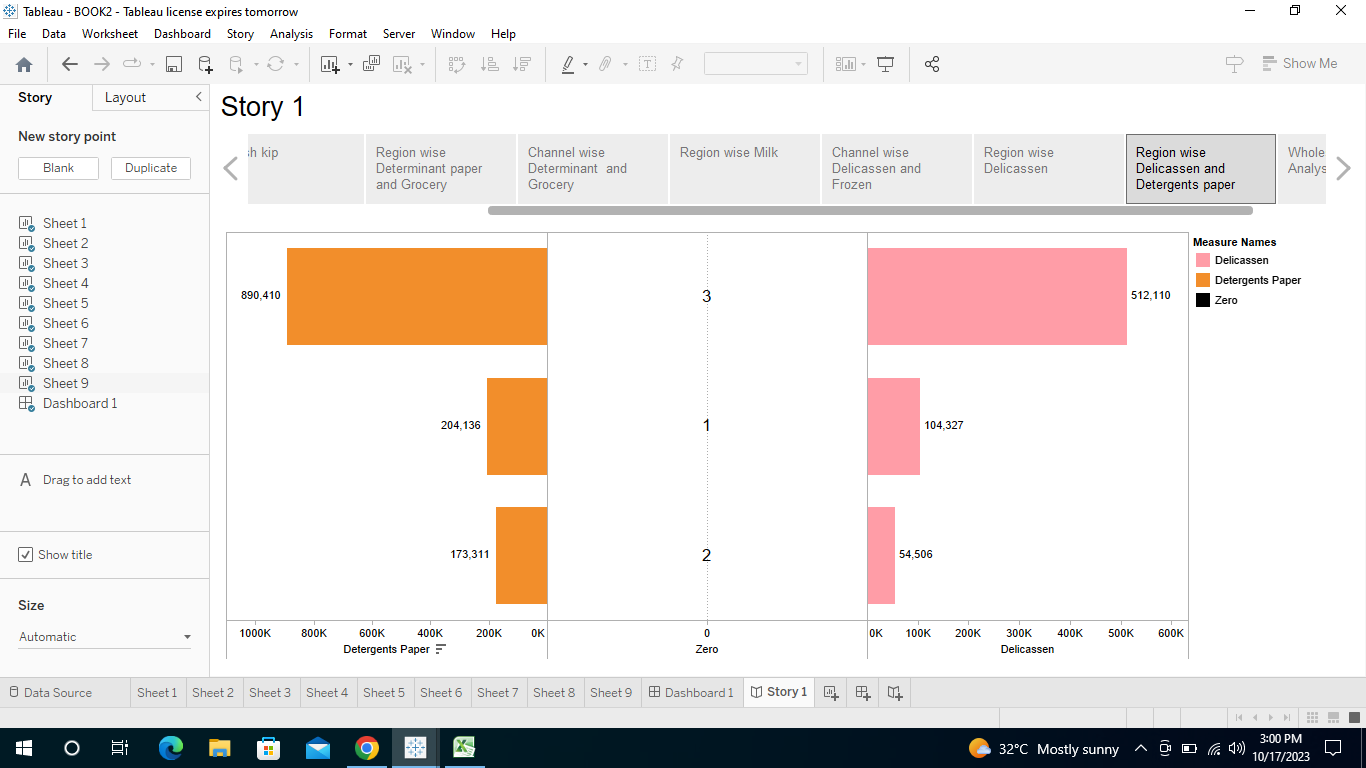 Tableau - BOOK2 - Tableau license expires tomorrow
File Data Worksheet Dashboard Story Analysis Format Server Window Help
Show Me
Story Layout
New story point
Blank Duplicate
Sheet 1
Sheet 2
Sheet 3
Sheet 4
Sheet 5
Sheet 6
Sheet 7
Sheet 8
Sheet 9
Dashboard 1
A Drag to add text
Show title
Size
Automatic
Story 1
kip
Region wise
Determinant paper
and Grocery
Channel wise
Determinant and
Grocery
Region wise Milk
Channel wise
Delicassen and
Frozen
Region wise
Delicassen
Region wise
Delicassen and
Detergents paper
Whole
Analys
890,410 3 512,110
204,136 1 104,327
173,311 2 54,506
1000K 800K 600K 400K 200K 0K 0 0K 100K 200K 300K 400K 500K 600K
Detergents Paper Zero Delicassen
Measure Names
Delicassen
Detergents Paper
Zero
Data Source Sheet 1 Sheet 2 Sheet 3 Sheet 4 Sheet 5 Sheet 6 Sheet 7 Sheet 8 Sheet 9 Dashboard 1 Story 1
32°C Mostly sunny
3:00 PM
10/17/2023